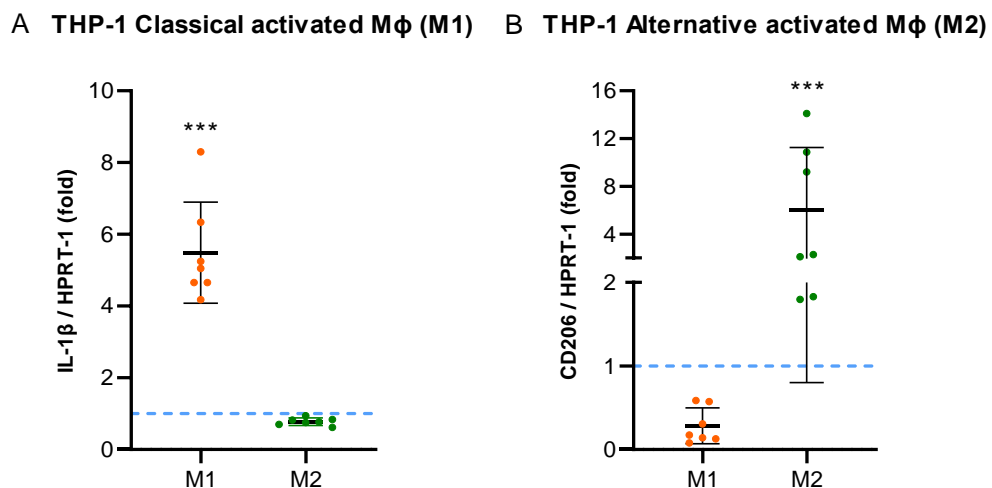 A THP-1 Classical activated Mϕ (M1)
IL-1β / HPRT-1 (fold)
10
8
6
4
2
0
***
M1
M2
B THP-1 Alternative activated Mϕ (M2)
CD206 / HPRT-1 (fold)
16
12
8
4
2
1
0
***
M1
M2